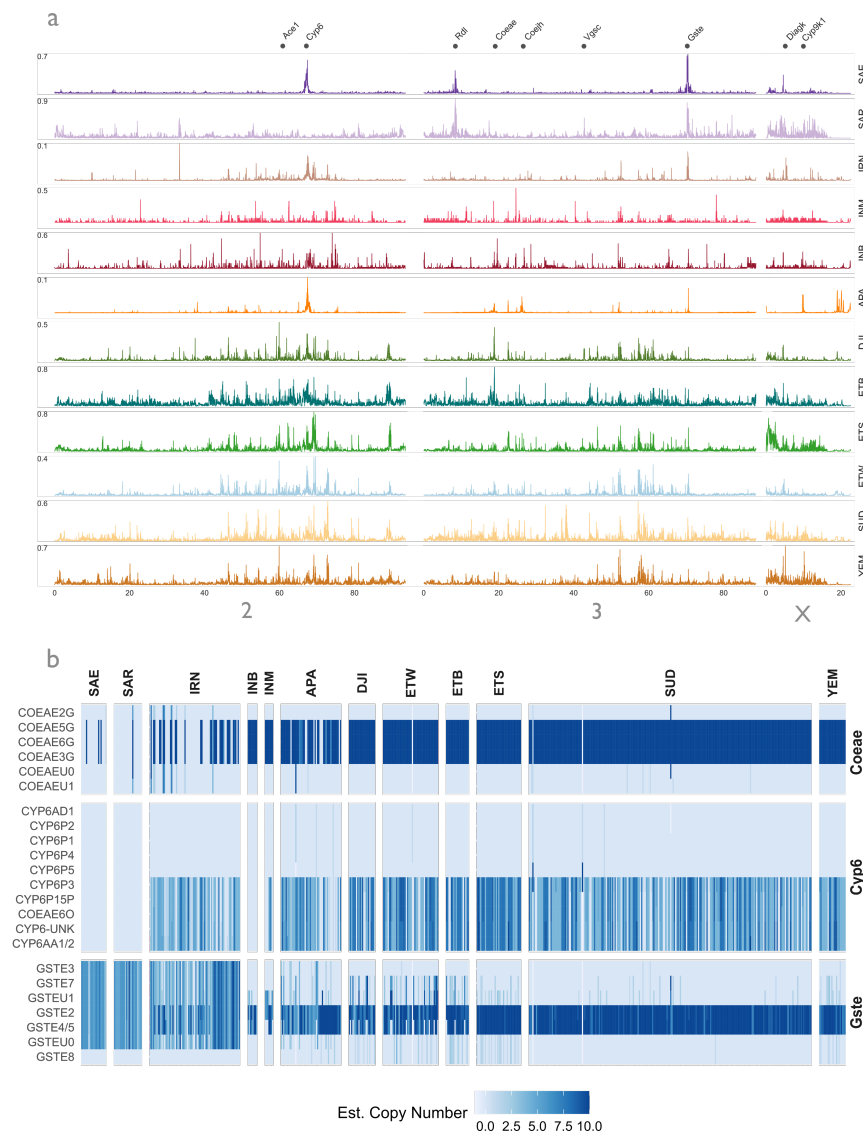 a
Ace1 Cyp6 Rdl Coeae Coejh Vgsc Gste Diagk Cyp9k1
0.7 SAE
0.9 SAR
0.1 IRN
0.5 INM
0.6 INB
0.1 APA
0.5 DJI
0.8 ETB
0.8 ETS
0.4 ETW
0.6 SUD
0.7 YEM
0 20 40 60 80 0 20 40 60 80 0 20
2 3 X
b
SAE SAR IRN INB INM APA DJI ETW ETB ETS SUD YEM
COEAE2G
COEAE5G
COEAE6G
COEAE3G
COEAEU0
COEAEU1
Coeae
CYP6AD1
CYP6P2
CYP6P1
CYP6P4
CYP6P5
CYP6P3
CYP6P15P
COEAE6O
CYP6-UNK
CYP6AA1/2
Cyp6
GSTE3
GSTE7
GSTEU1
GSTE2
GSTE4/5
GSTEU0
GSTE8
Gste
Est. Copy Number
0.0 2.5 5.0 7.5 10.0